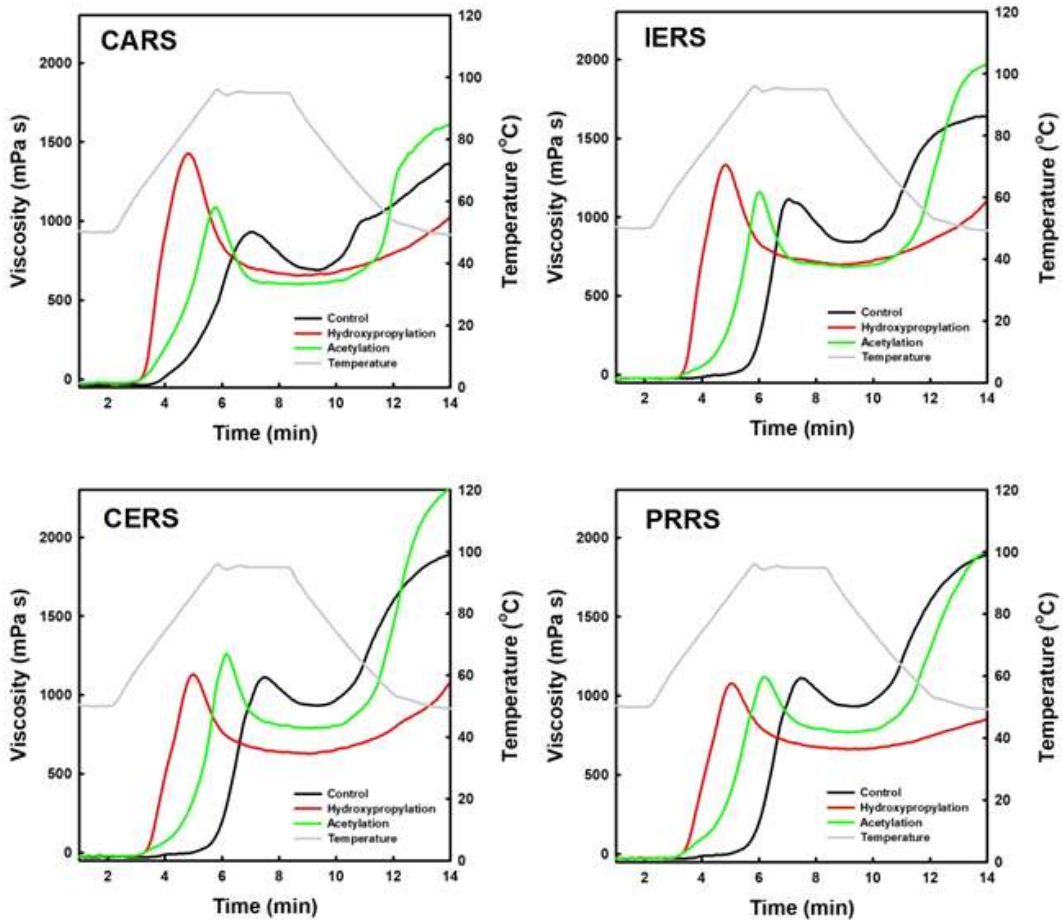 CARS
Viscosity (mPa s)
2000
1500
1000
500
0
120
100
80
60
40
20
0
Temperature (°C)
Control
Hydroxypropylation
Acetylation
Temperature
2 4 6 8 10 12 14
Time (min)
IERS
Viscosity (mPa s)
2000
1500
1000
500
0
120
100
80
60
40
20
0
Temperature (°C)
Control
Hydroxypropylation
Acetylation
Temperature
2 4 6 8 10 12 14
Time (min)
CERS
Viscosity (mPa s)
2000
1500
1000
500
0
120
100
80
60
40
20
0
Temperature (°C)
Control
Hydroxypropylation
Acetylation
Temperature
2 4 6 8 10 12 14
Time (min)
PRRS
Viscosity (mPa s)
2000
1500
1000
500
0
120
100
80
60
40
20
0
Temperature (°C)
Control
Hydroxypropylation
Acetylation
Temperature
2 4 6 8 10 12 14
Time (min)